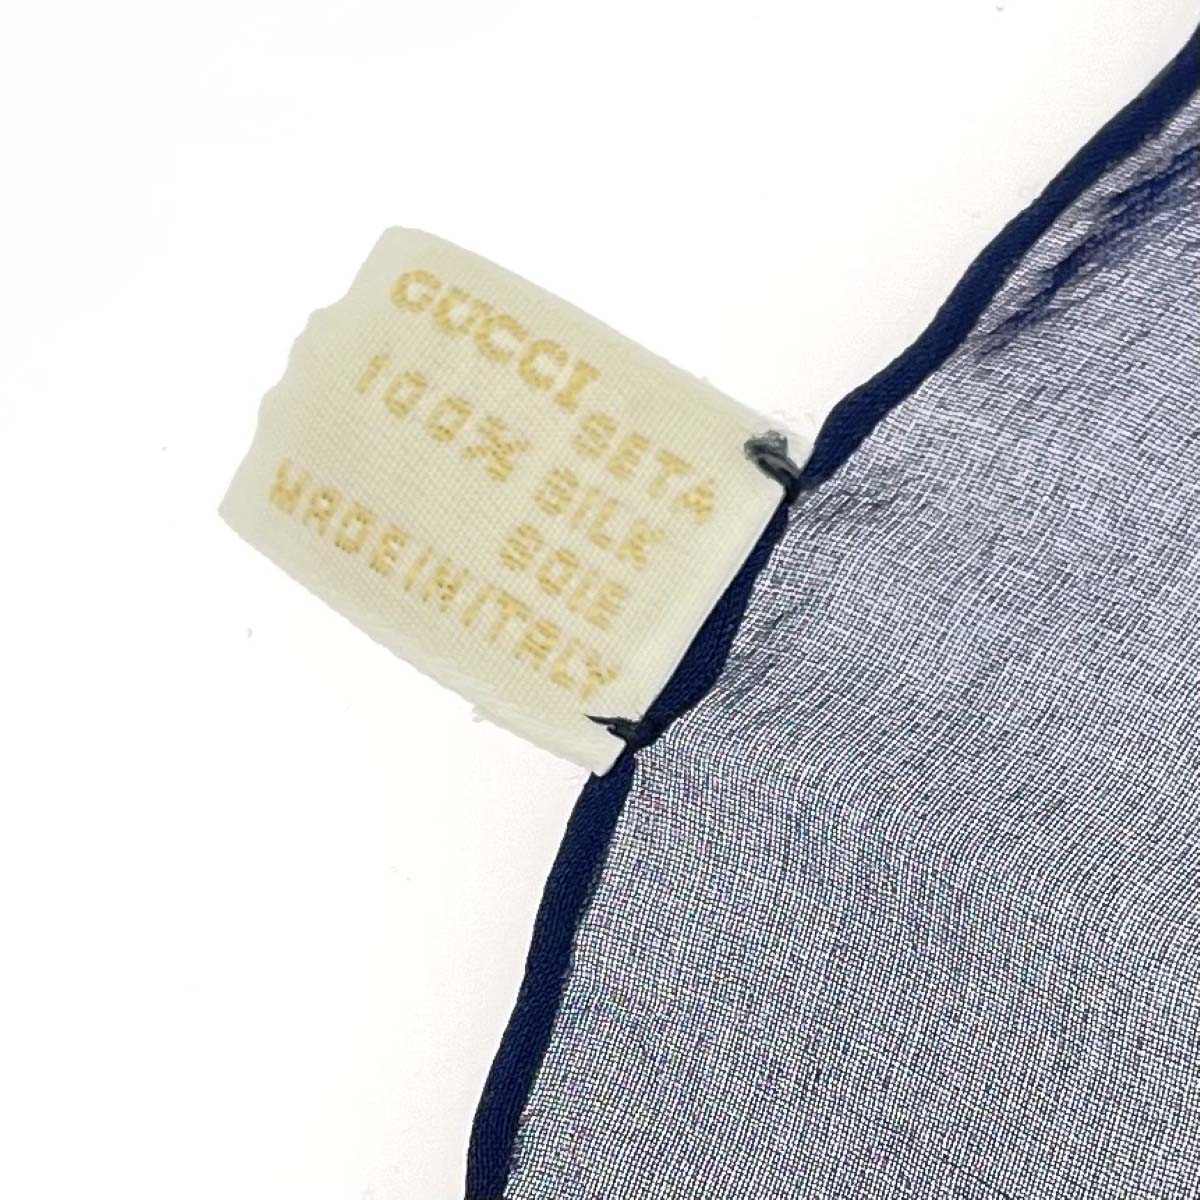 GUCCI
SETA
100% SILK
SOIE
MADE IN ITALY